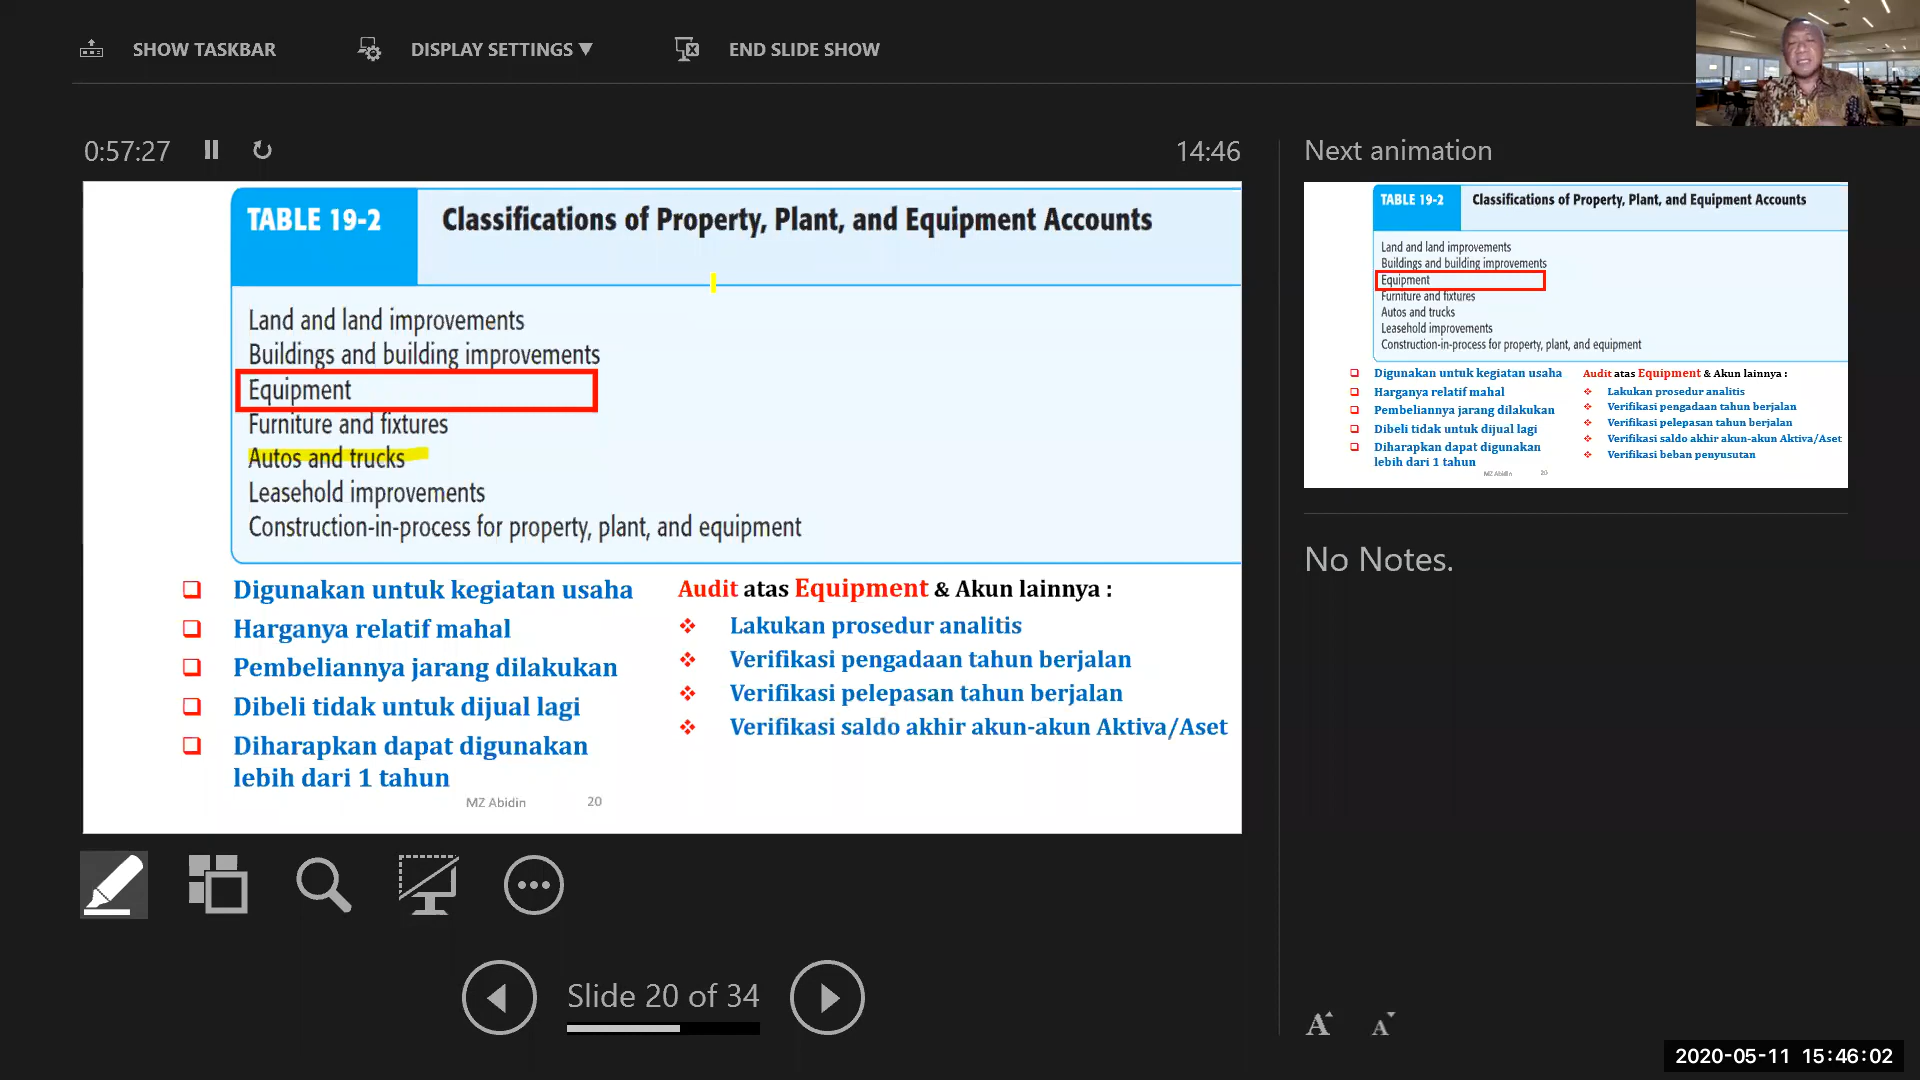 SHOW TASKBAR
DISPLAY SETTINGS ▼
END SLIDE SHOW
0:57:27
14:46
TABLE 19-2
Classifications of Property, Plant, and Equipment Accounts
Land and land improvements
Buildings and building improvements
Equipment
Furniture and fixtures
Autos and trucks
Leasehold improvements
Construction-in-process for property, plant, and equipment
Digunakan untuk kegiatan usaha
Harganya relatif mahal
Pembeliannya jarang dilakukan
Dibeli tidak untuk dijual lagi
Diharapkan dapat digunakan
lebih dari 1 tahun
Audit atas Equipment & Akun lainnya :
Lakukan prosedur analitis
Verifikasi pengadaan tahun berjalan
Verifikasi pelepasan tahun berjalan
Verifikasi saldo akhir akun-akun Aktiva/Aset
MZ Abidin
20
Slide 20 of 34
Next animation
TABLE 19-2
Classifications of Property, Plant, and Equipment Accounts
Land and land improvements
Buildings and building improvements
Equipment
Furniture and fixtures
Autos and trucks
Leasehold improvements
Construction-in-process for property, plant, and equipment
Digunakan untuk kegiatan usaha
Harganya relatif mahal
Pembeliannya jarang dilakukan
Dibeli tidak untuk dijual lagi
Diharapkan dapat digunakan
lebih dari 1 tahun
Audit atas Equipment & Akun lainnya :
Lakukan prosedur analitis
Verifikasi pengadaan tahun berjalan
Verifikasi pelepasan tahun berjalan
Verifikasi saldo akhir akun-akun Aktiva/Aset
Verifikasi beban penyusutan
MZ Abidin
20
No Notes.
A A
2020-05-11 15:46:02